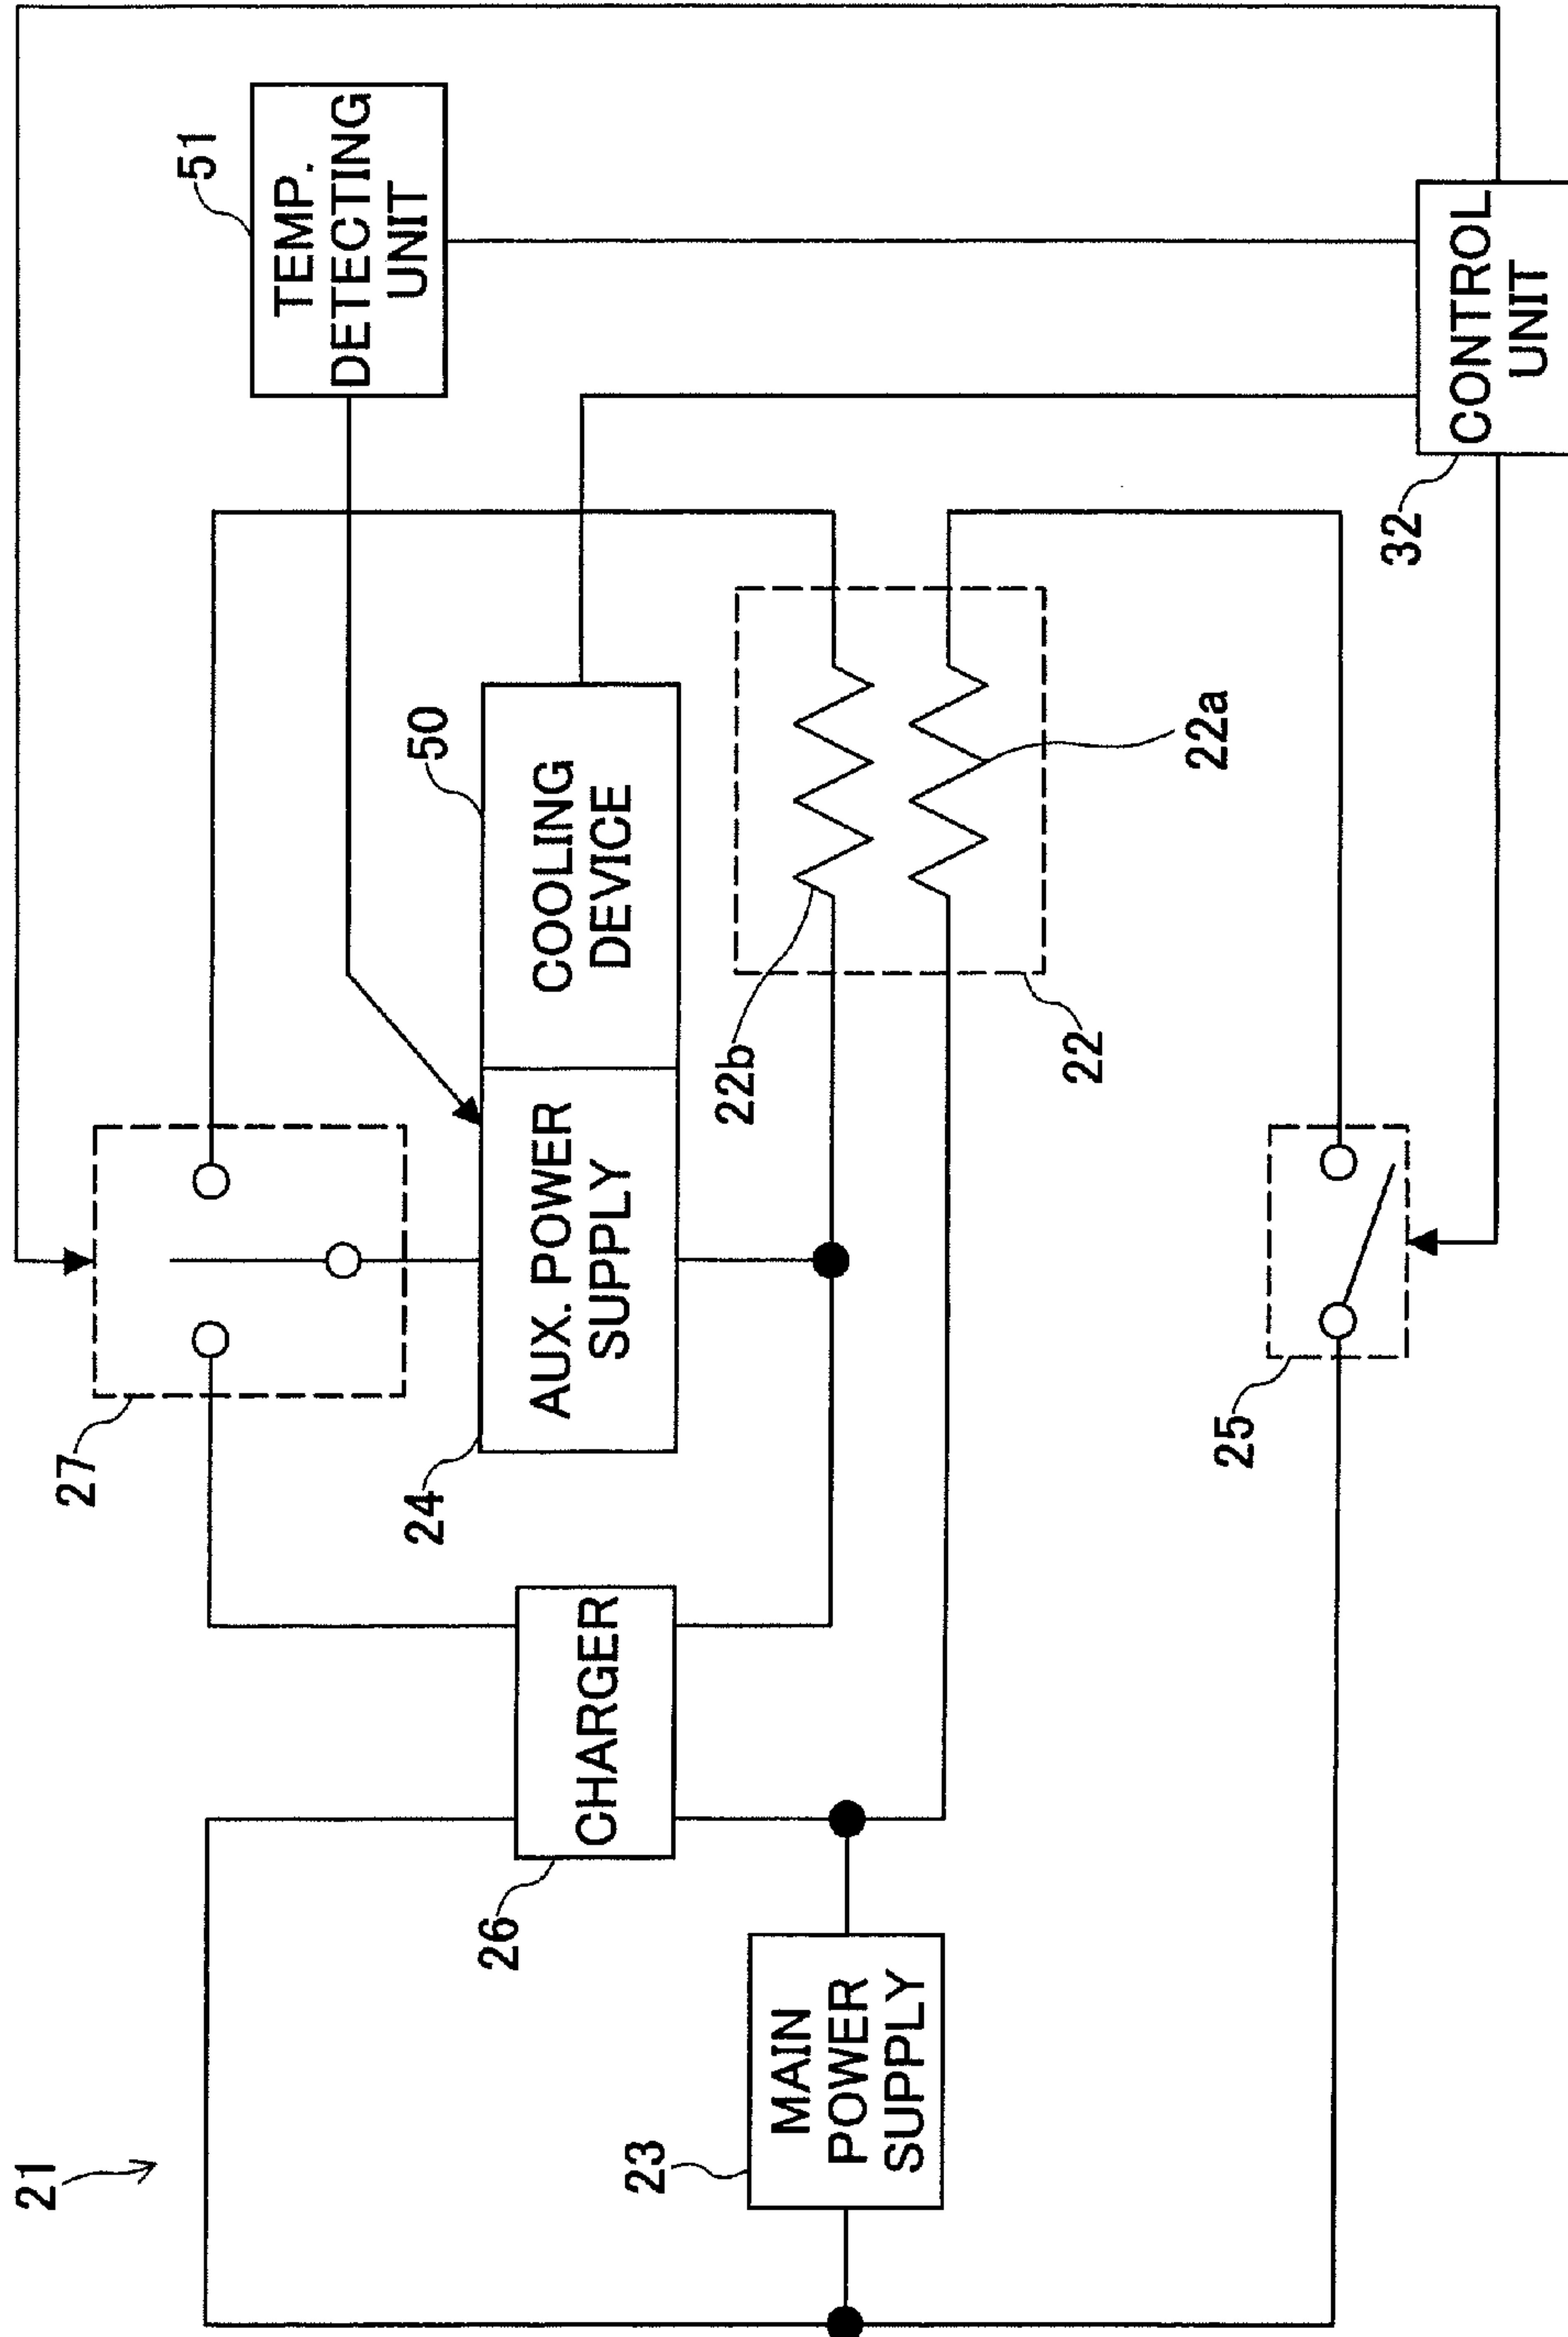 21
27
51
TEMP.
DETECTING
UNIT
24
50
AUX. POWER
SUPPLY
COOLING
DEVICE
26
CHARGER
22b
23
MAIN
POWER
SUPPLY
22
22a
25
32
CONTROL
UNIT